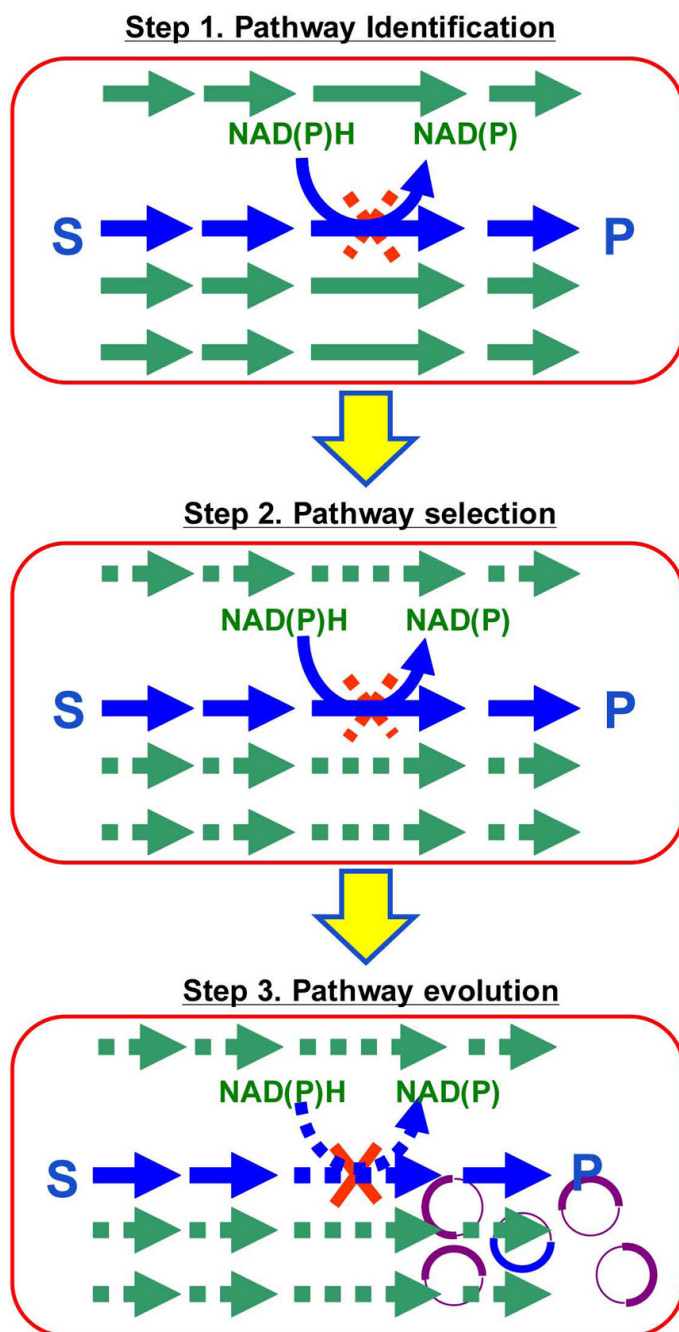 Step 1. Pathway Identification
NAD(P)H NAD(P)
S P
Step 2. Pathway selection
NAD(P)H NAD(P)
S P
Step 3. Pathway evolution
NAD(P)H NAD(P)
S P